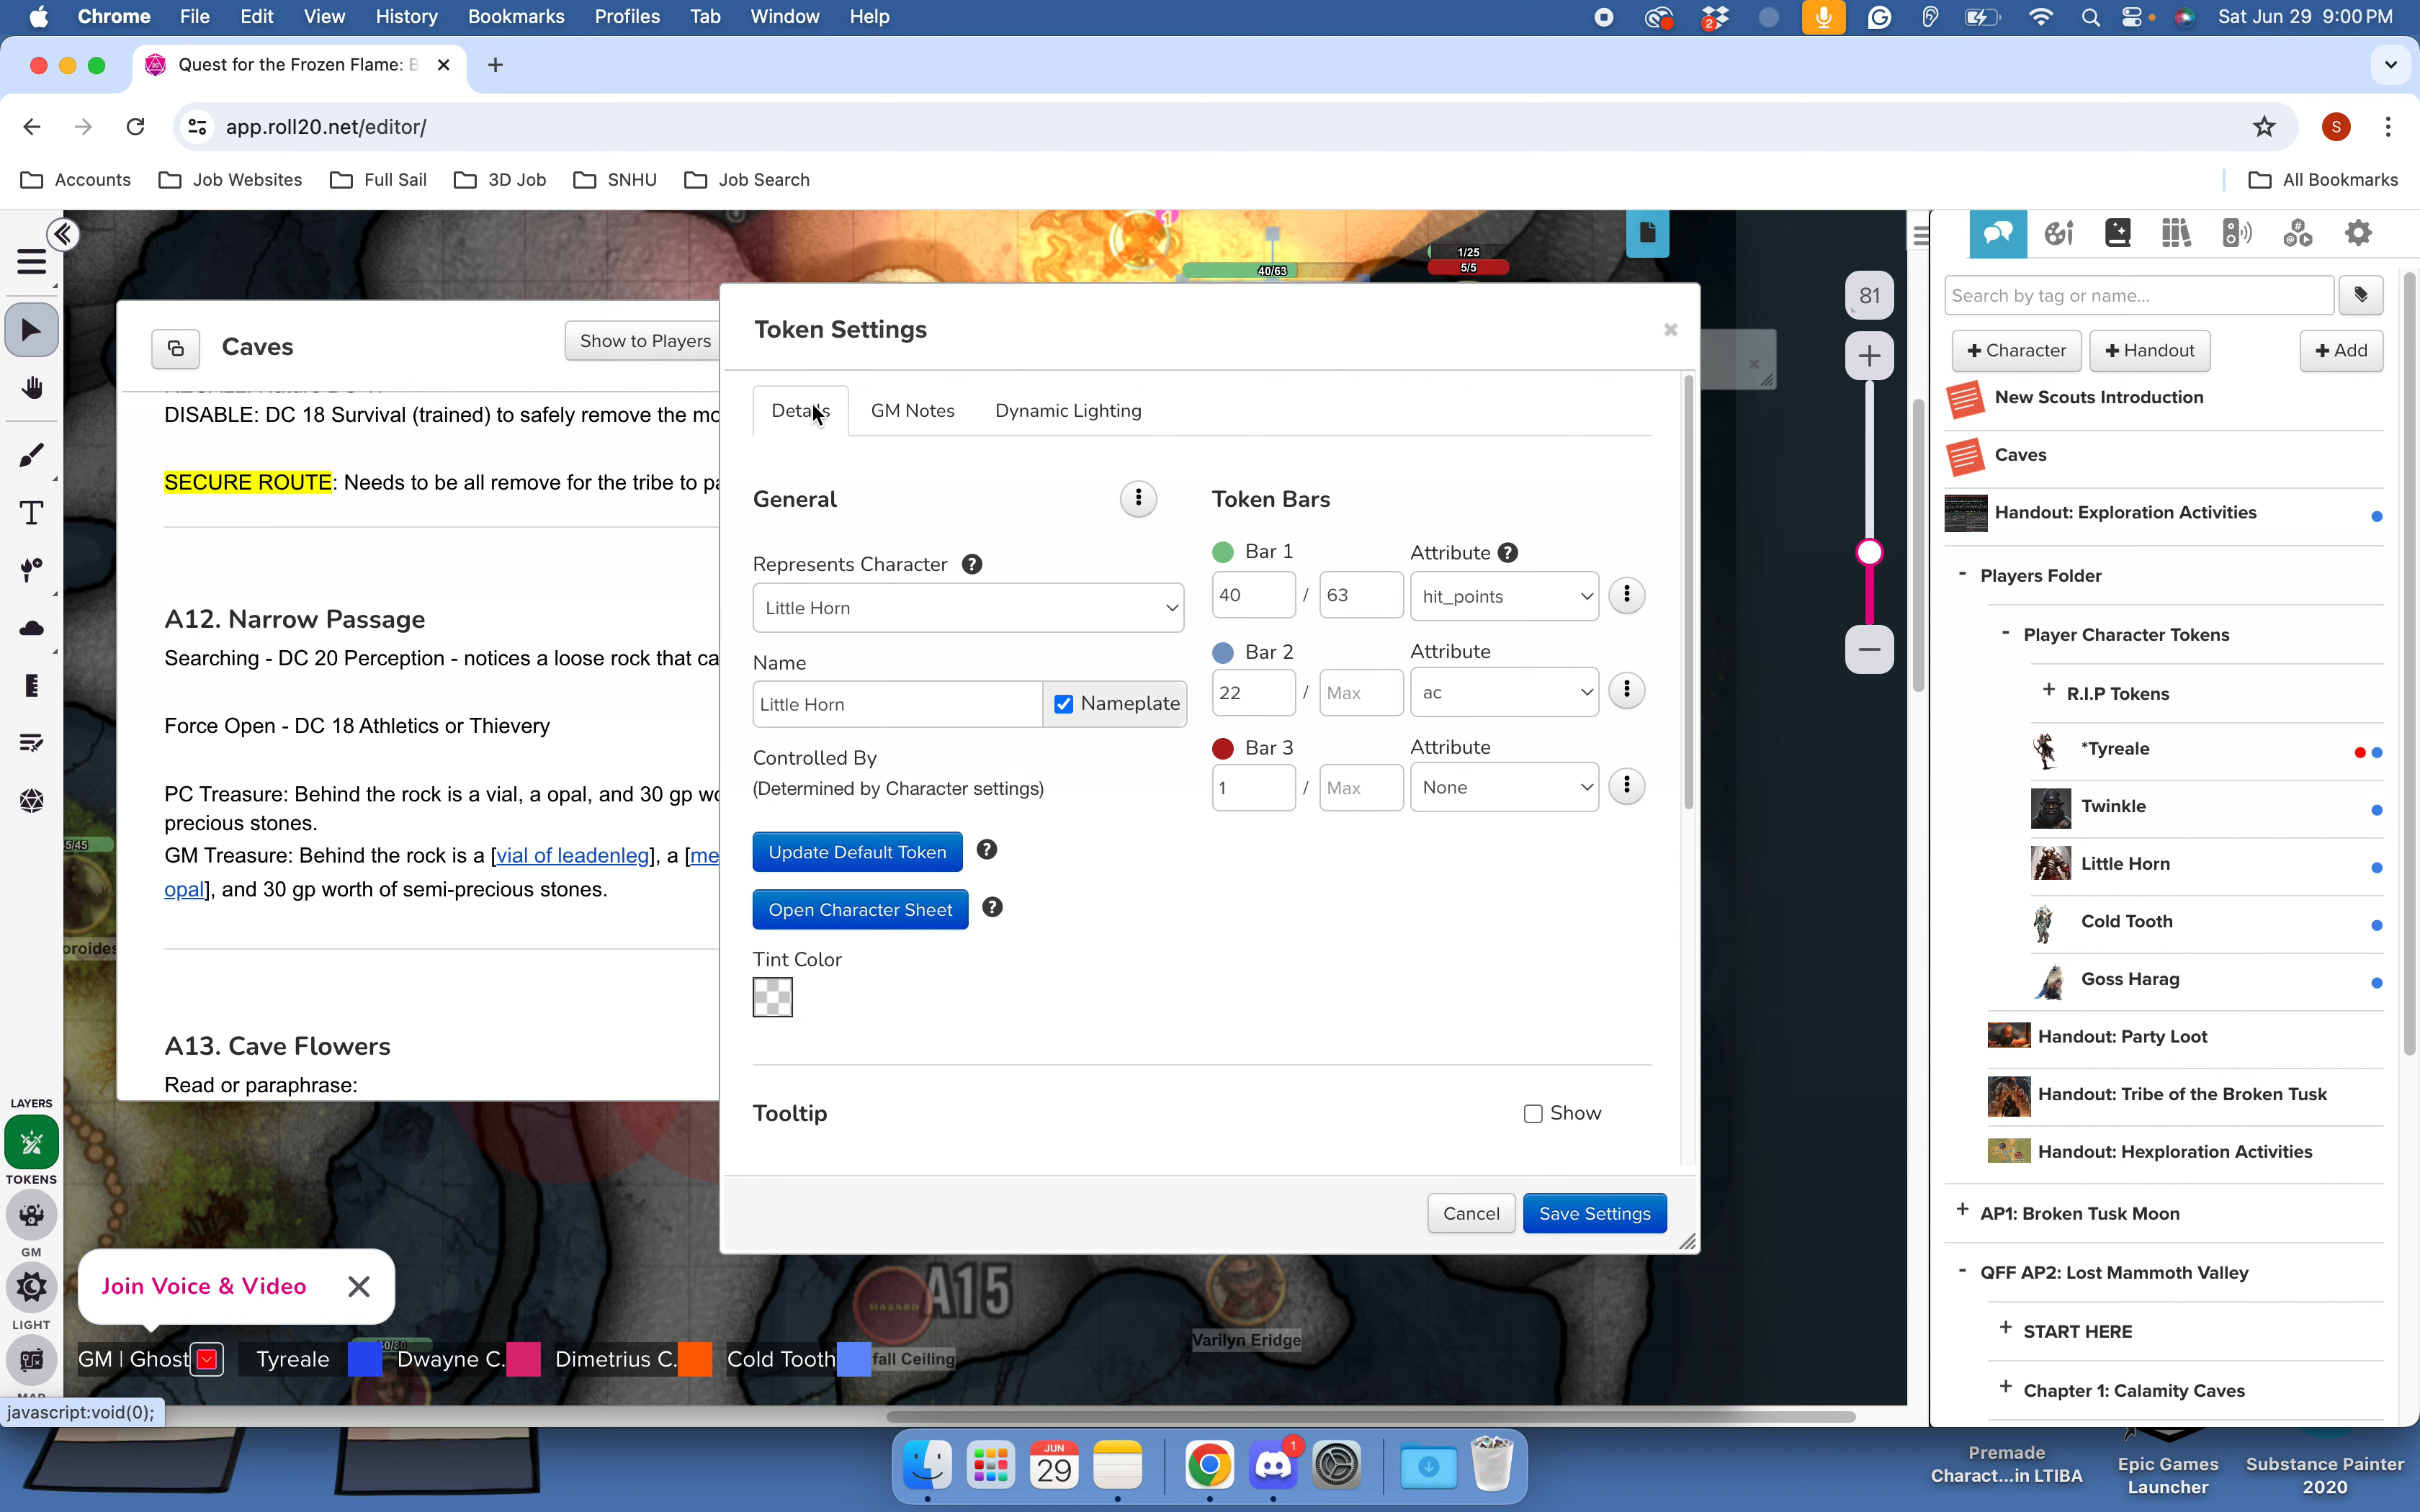 Chrome File Edit View History Bookmarks Profiles Tab Window Help
2
Sat Jun 29 9:00 PM
Quest for the Frozen Flame: B
app.roll20.net/editor/
S
Accounts Job Websites Full Sail 3D Job SNHU Job Search
All Bookmarks
1
40/63
1/25
5/5
Caves
Show to Players
DISABLE: DC 18 Survival (trained) to safely remove the mo
SECURE ROUTE: Needs to be all remove for the tribe to pa
A12. Narrow Passage
Searching - DC 20 Perception - notices a loose rock that ca
Force Open - DC 18 Athletics or Thievery
PC Treasure: Behind the rock is a vial, a opal, and 30 gp wo
precious stones.
GM Treasure: Behind the rock is a [vial of leadenleg], a [me
opal], and 30 gp worth of semi-precious stones.
A13. Cave Flowers
Read or paraphrase:
Token Settings
Details GM Notes Dynamic Lighting
General
Represents Character ?
Little Horn
Name
Little Horn
Nameplate
Controlled By
(Determined by Character settings)
Update Default Token ?
Open Character Sheet ?
Tint Color
Token Bars
Bar 1 Attribute ?
40 / 63 hit_points
Bar 2 Attribute
22 / Max ac
Bar 3 Attribute
1 / Max None
Tooltip
Show
Cancel Save Settings
81
Search by tag or name...
+ Character + Handout + Add
New Scouts Introduction
Caves
Handout: Exploration Activities
- Players Folder
- Player Character Tokens
+ R.I.P Tokens
*Tyreale
Twinkle
Little Horn
Cold Tooth
Goss Harag
Handout: Party Loot
Handout: Tribe of the Broken Tusk
Handout: Hexploration Activities
+ AP1: Broken Tusk Moon
- QFF AP2: Lost Mammoth Valley
+ START HERE
+ Chapter 1: Calamity Caves
5/45
oroides
LAYERS
TOKENS
GM
LIGHT
MAP
Join Voice & Video
HAZARD
A15
Varilyn Eridge
fall Ceiling
GM | Ghost Tyreale Dwayne C. Dimetrius C. Cold Tooth
javascript:void(0);
JUN
29
1
Premade
Charact...in LTIBA
Epic Games
Launcher
Substance Painter
2020